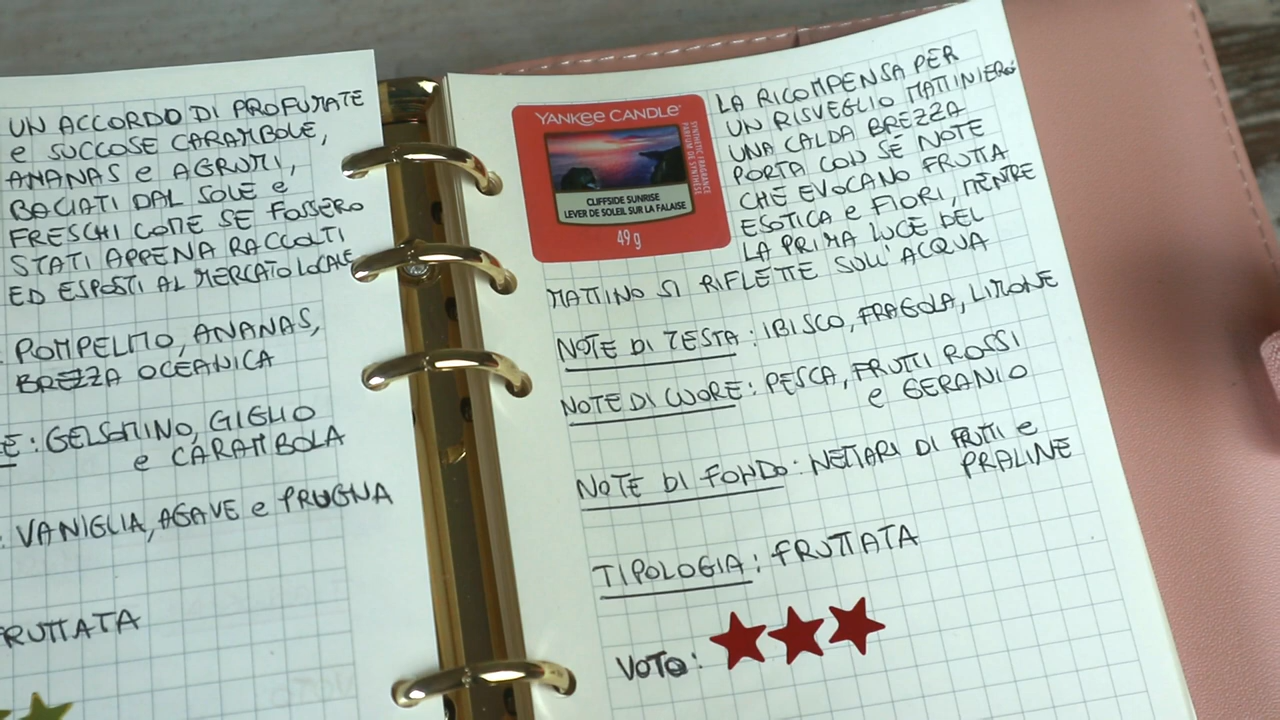 UN ACCORDO DI PROFUMATE
e SUCCOSE CARAMBOLE,
ANANAS e AGRUMI,
BACIATI DAL SOLE e
FRESCHI COME SE FOSSERO
STATI APPENA RACCOLTI
ED ESPOSTI AL MERCATO LOCALE
: POMPELMO, ANANAS,
BREZZA OCEANICA
E : GELSOMINO, GIGLIO
e CARAMBOLA
: VANIGLIA, AGAVE e PRUGNA
FRUTTATA
YANKEE CANDLE
SYNTHETIC FRAGRANCE
PARFUM DE SYNTHÈSE
CLIFFSIDE SUNRISE
LEVER DE SOLEIL SUR LA FALAISE
49 g
LA RICOMPENSA PER
UN RISVEGLIO MATTINIERO:
UNA CALDA BREZZA
PORTA CON SÉ NOTE
CHE EVOCANO FRUTTA
ESOTICA e FIORI, MENTRE
LA PRIMA LUCE DEL
MATTINO SI RIFLETTE SULL'ACQUA
NOTE DI TESTA : IBISCO, FRAGOLA, LIMONE
NOTE DI CUORE : PESCA, FRUTTI ROSSI
e GERANIO
NOTE DI FONDO : NETTARI DI FRUTTI e
PRALINE
TIPOLOGIA : FRUTTATA
VOTO :